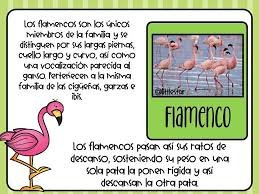 Los flamencos son los únicos
miembros de la familia y se
distinguen por sus largas piernas,
cuello largo y curvo, así como
una vocalización parecida al
ganso. Pertenecen a la misma
familia de las cigüeñas, garzas e
ibis.
@littlestar
Flamenco
Los flamencos pasan así sus ratos de
descanso, sosteniendo su peso en una
sola pata la ponen rígida y así
descansan la otra pata.